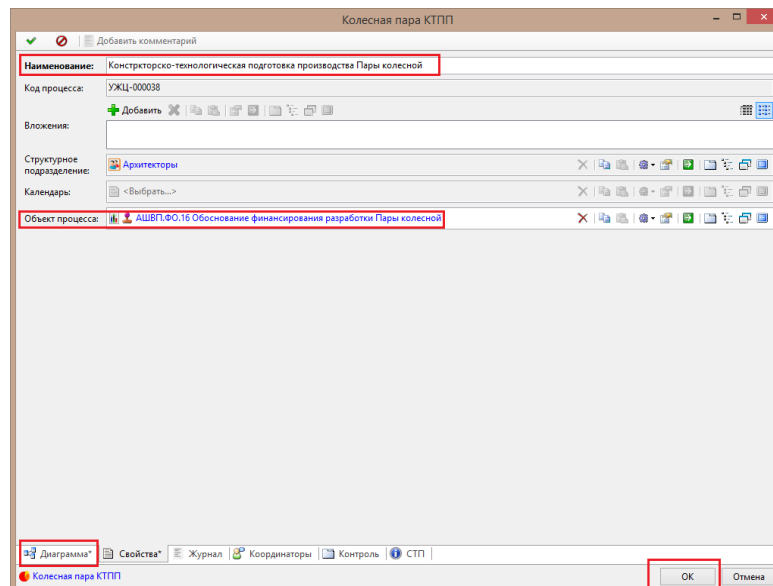 Колесная пара КТПП
Добавить комментарий
Наименование: Констркторско-технологическая подготовка производства Пары колесной
Код процесса: УЖЦ-000038
Добавить
Вложения:
Структурное
подразделение:
Архитекторы
Календарь: <Выбрать...>
Объект процесса: АШВП.ФО.16 Обоснование финансирования разработки Пары колесной
Диаграмма* Свойства* Журнал Координаторы Контроль СТП
Колесная пара КТПП
ОК Отмена